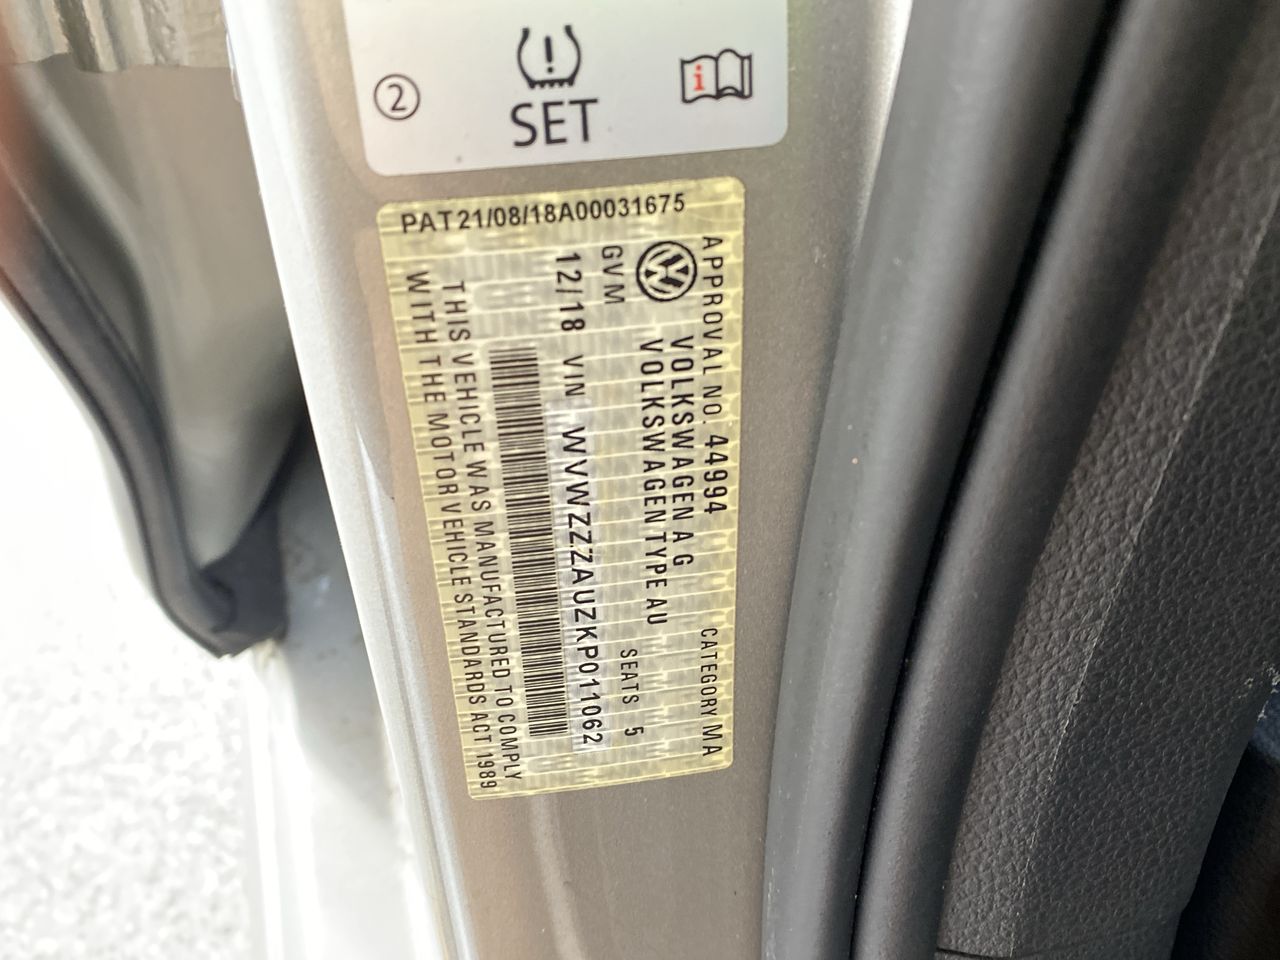 ②
SET
i
PAT21/08/18A00031675
APPROVAL NO. 44994 CATEGORY MA
VOLKSWAGEN A G
VOLKSWAGEN TYPE AU
GVM SEATS 5
12/18 VIN WVWZZZAUZKP011062
THIS VEHICLE WAS MANUFACTURED TO COMPLY
WITH THE MOTOR VEHICLE STANDARDS ACT 1989